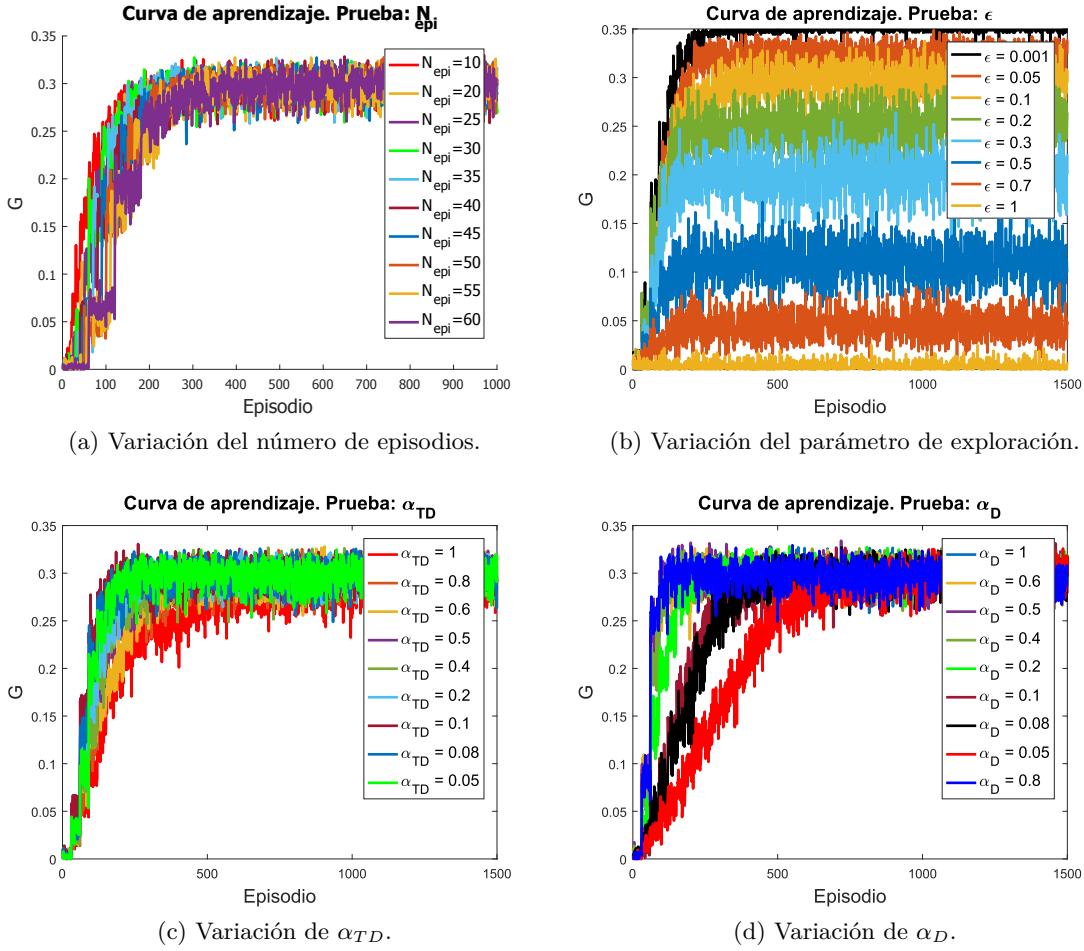 Curva de aprendizaje. Prueba: N_epi
0.35
0.3
0.25
0.2
0.15
0.1
0.05
0
G
N_epi=10
N_epi=20
N_epi=25
N_epi=30
N_epi=35
N_epi=40
N_epi=45
N_epi=50
N_epi=55
N_epi=60
0 100 200 300 400 500 600 700 800 900 1000
Episodio
(a) Variación del número de episodios.
Curva de aprendizaje. Prueba: ϵ
0.35
0.3
0.25
0.2
0.15
0.1
0.05
0
G
ϵ = 0.001
ϵ = 0.05
ϵ = 0.1
ϵ = 0.2
ϵ = 0.3
ϵ = 0.5
ϵ = 0.7
ϵ = 1
0 500 1000 1500
Episodio
(b) Variación del parámetro de exploración.
Curva de aprendizaje. Prueba: α_TD
0.35
0.3
0.25
0.2
0.15
0.1
0.05
0
G
α_TD = 1
α_TD = 0.8
α_TD = 0.6
α_TD = 0.5
α_TD = 0.4
α_TD = 0.2
α_TD = 0.1
α_TD = 0.08
α_TD = 0.05
0 500 1000 1500
Episodio
(c) Variación de α_TD.
Curva de aprendizaje. Prueba: α_D
0.35
0.3
0.25
0.2
0.15
0.1
0.05
0
G
α_D = 1
α_D = 0.6
α_D = 0.5
α_D = 0.4
α_D = 0.2
α_D = 0.1
α_D = 0.08
α_D = 0.05
α_D = 0.8
0 500 1000 1500
Episodio
(d) Variación de α_D.